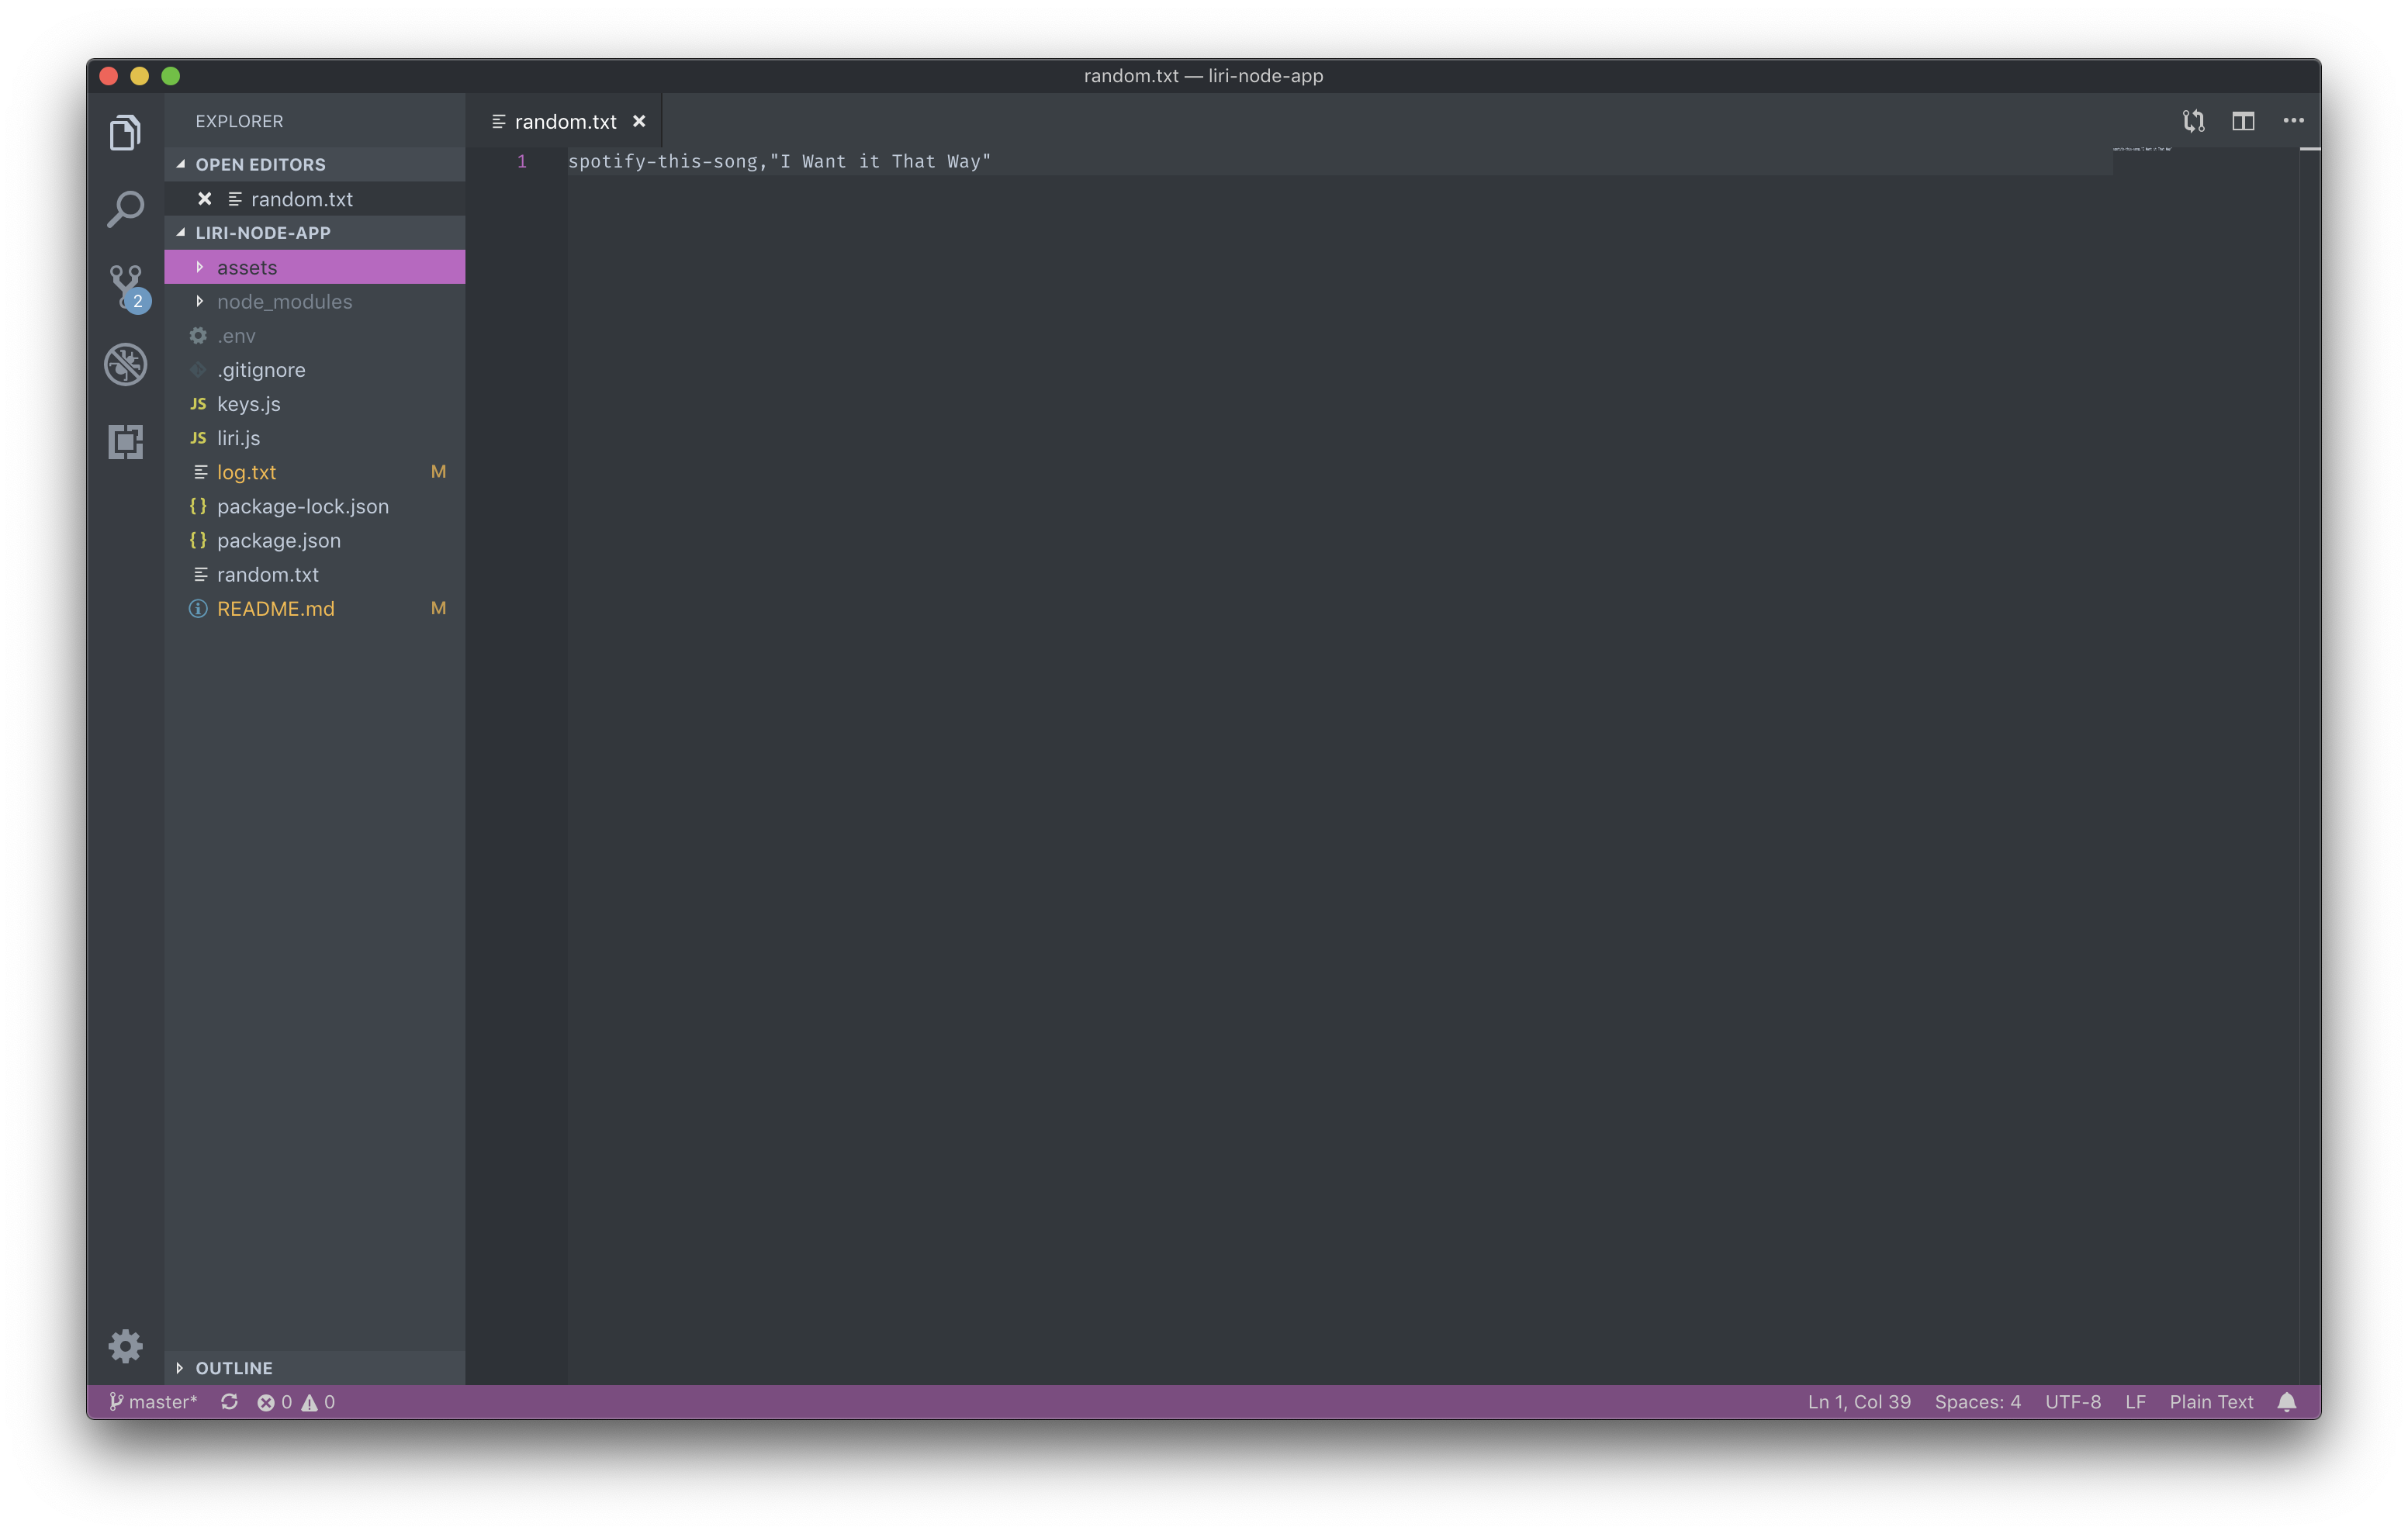 random.txt — liri-node-app
EXPLORER
OPEN EDITORS
random.txt
LIRI-NODE-APP
assets
node_modules
.env
.gitignore
JS keys.js
JS liri.js
log.txt M
{} package-lock.json
{} package.json
random.txt
README.md M
OUTLINE
2
random.txt
1 spotify-this-song,"I Want it That Way"
master* 0 0 Ln 1, Col 39 Spaces: 4 UTF-8 LF Plain Text